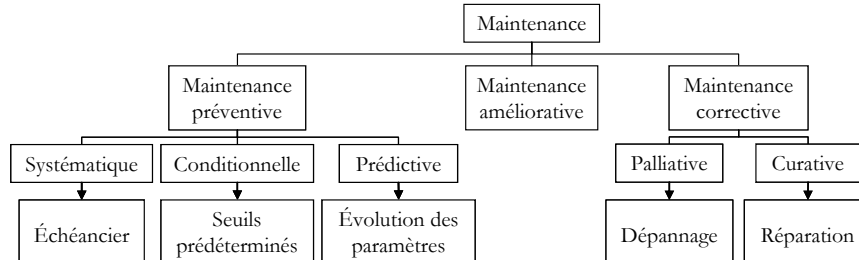 Maintenance
Maintenance
préventive
Maintenance
améliorative
Maintenance
corrective
Systématique
Conditionnelle
Prédictive
Palliative
Curative
Échéancier
Seuils
prédéterminés
Évolution des
paramètres
Dépannage
Réparation